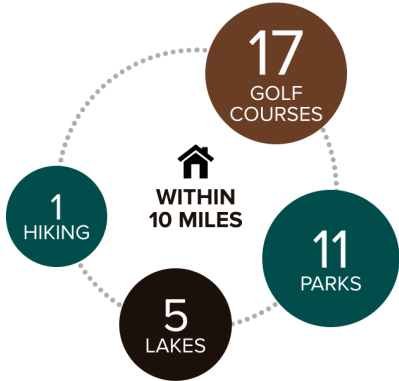 17
GOLF
COURSES
WITHIN
10 MILES
1
HIKING
11
PARKS
5
LAKES